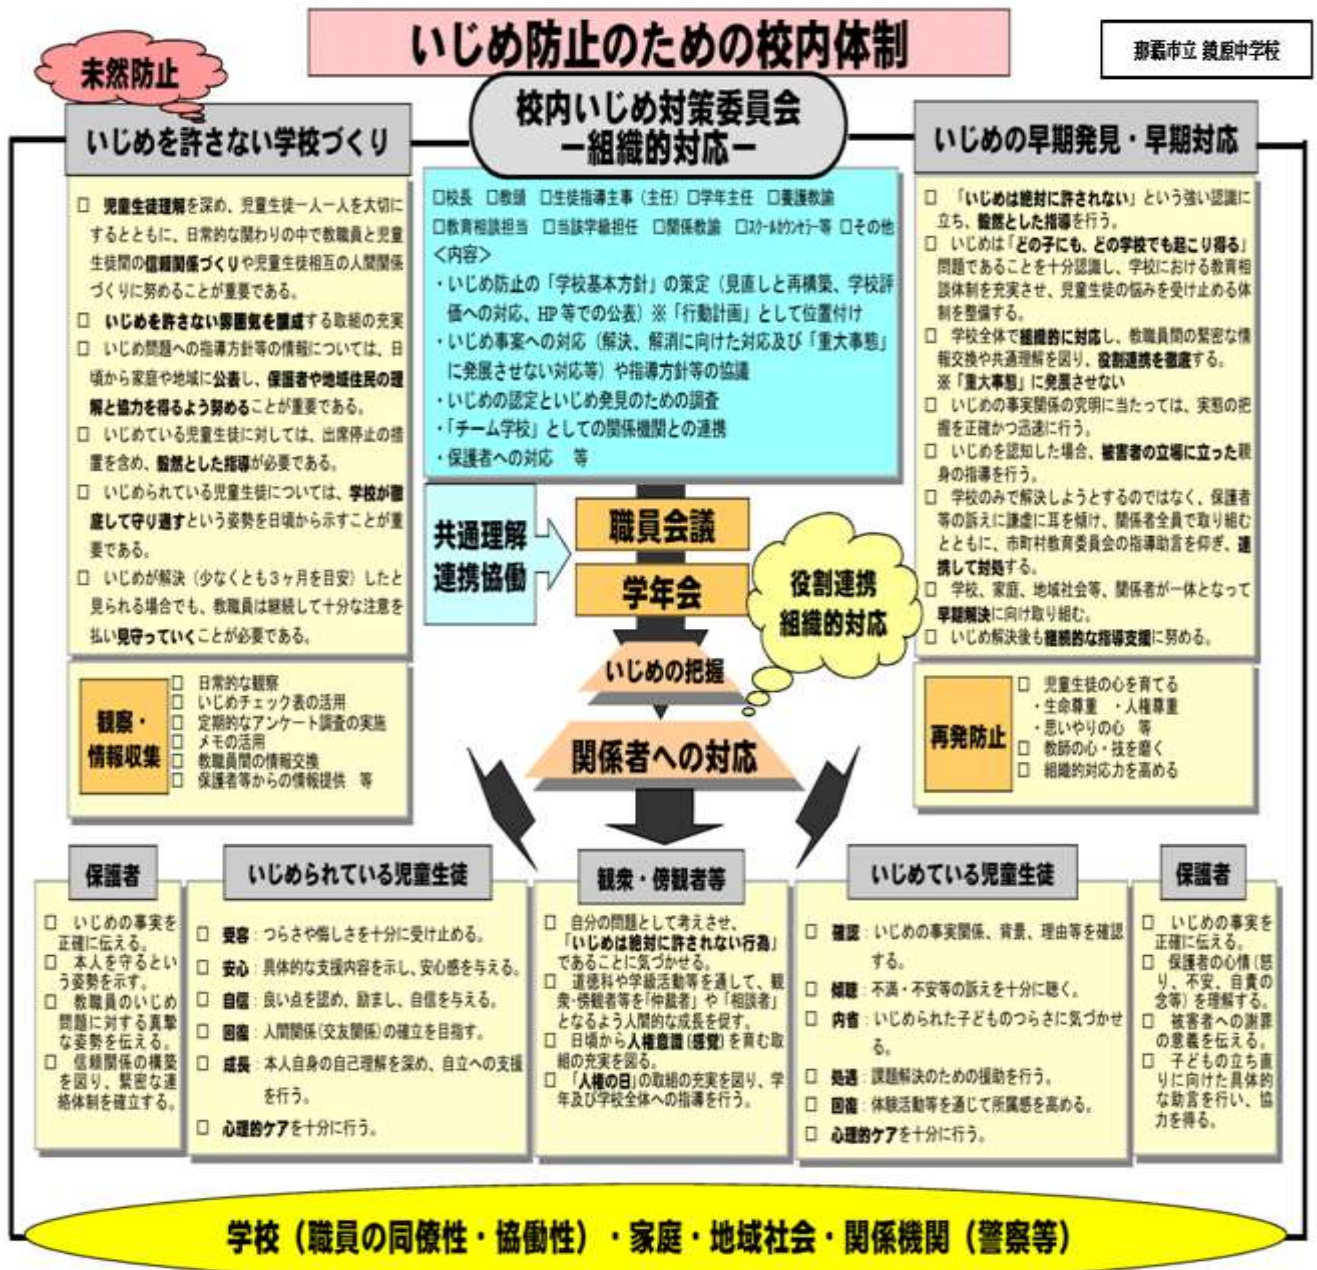 いじめ防止のための校内体制
那覇市立 鏡原中学校
未然防止
いじめを許さない学校づくり
□ 児童生徒理解を深め、児童生徒一人一人を大切に
するとともに、日常的な関わりの中で教職員と児童
生徒間の信頼関係づくりや児童生徒相互の人間関係
づくりに努めることが重要である。
□ いじめを許さない雰囲気を醸成する取組の充実
□ いじめ問題への指導方針等の情報については、日
頃から家庭や地域に公表し、保護者や地域住民の理
解と協力を得るよう努めることが重要である。
□ いじめている児童生徒に対しては、出席停止の措
置を含め、毅然とした指導が必要である。
□ いじめられている児童生徒については、学校が徹
底して守り通すという姿勢を日頃から示すことが重
要である。
□ いじめが解決（少なくとも３ヶ月を目安）したと
見られる場合でも、教職員は継続して十分な注意を
払い見守っていくことが必要である。
観察・
情報収集
□ 日常的な観察
□ いじめチェック表の活用
□ 定期的なアンケート調査の実施
□ メモの活用
□ 教職員間の情報交換
□ 保護者等からの情報提供 等
校内いじめ対策委員会
ー組織的対応ー
□校長 □教頭 □生徒指導主事（主任）□学年主任 □養護教諭
□教育相談担当 □当該学級担任 □関係教諭 □スクールカウンセラー等 □その他
＜内容＞
・いじめ防止の「学校基本方針」の策定（見直しと再構築、学校評
価への対応、HP 等での公表）※「行動計画」として位置付け
・いじめ事案への対応（解決、解消に向けた対応及び「重大事態」
に発展させない対応等）や指導方針等の協議
・いじめの認定といじめ発見のための調査
・「チーム学校」としての関係機関との連携
・保護者への対応 等
共通理解
連携協働
職員会議
学年会
役割連携
組織的対応
いじめの把握
関係者への対応
いじめの早期発見・早期対応
□ 「いじめは絶対に許されない」という強い認識に
立ち、毅然とした指導を行う。
□ いじめは「どの子にも、どの学校でも起こり得る」
問題であることを十分認識し、学校における教育相
談体制を充実させ、児童生徒の悩みを受け止める体
制を整備する。
□ 学校全体で組織的に対応し、教職員間の緊密な情
報交換や共通理解を図り、役割連携を徹底する。
※「重大事態」に発展させない
□ いじめの事実関係の究明に当たっては、実態の把
握を正確かつ迅速に行う。
□ いじめを認知した場合、被害者の立場に立った親
身の指導を行う。
□ 学校のみで解決しようとするのではなく、保護者
等の訴えに謙虚に耳を傾け、関係者全員で取り組む
とともに、市町村教育委員会の指導助言を仰ぎ、連
携して対処する。
□ 学校、家庭、地域社会等、関係者が一体となって
早期解決に向け取り組む。
□ いじめ解決後も継続的な指導支援に努める。
再発防止
□ 児童生徒の心を育てる
・生命尊重 ・人権尊重
・思いやりの心 等
□ 教師の心・技を磨く
□ 組織的対応力を高める
保護者
□ いじめの事実を
正確に伝える。
□ 本人を守るとい
う姿勢を示す。
□ 教職員のいじめ
問題に対する真摯
な姿勢を伝える。
□ 信頼関係の構築
を図り、緊密な連
絡体制を確立する。
いじめられている児童生徒
□ 受容：つらさや悔しさを十分に受け止める。
□ 安心：具体的な支援内容を示し、安心感を与える。
□ 自信：良い点を認め、励まし、自信を与える。
□ 回復：人間関係（交友関係）の確立を目指す。
□ 成長：本人自身の自己理解を深め、自立への支援
を行う。
□ 心理的ケアを十分に行う。
観衆・傍観者等
□ 自分の問題として考えさせ、
「いじめは絶対に許されない行為」
であることに気づかせる。
□ 道徳科や学級活動等を通して、観
衆・傍観者等を「仲裁者」や「相談者」
となるよう人間的な成長を促す。
□ 日頃から人権意識（感覚）を育む取
組の充実を図る。
□ 「人権の日」の取組の充実を図り、学
年及び学校全体への指導を行う。
いじめている児童生徒
□ 確認：いじめの事実関係、背景、理由等を確認
する。
□ 傾聴：不満・不安等の訴えを十分に聴く。
□ 内省：いじめられた子どものつらさに気づかせ
る。
□ 処遇：課題解決のための援助を行う。
□ 回復：体験活動等を通じて所属感を高める。
□ 心理的ケアを十分に行う。
保護者
□ いじめの事実を
正確に伝える。
□ 保護者の心情（怒
り、不安、自責の
念等）を理解する。
□ 被害者への謝罪
の意義を伝える。
□ 子どもの立ち直
りに向けた具体的
な助言を行い、協
力を得る。
学校（職員の同僚性・協働性）・家庭・地域社会・関係機関（警察等）